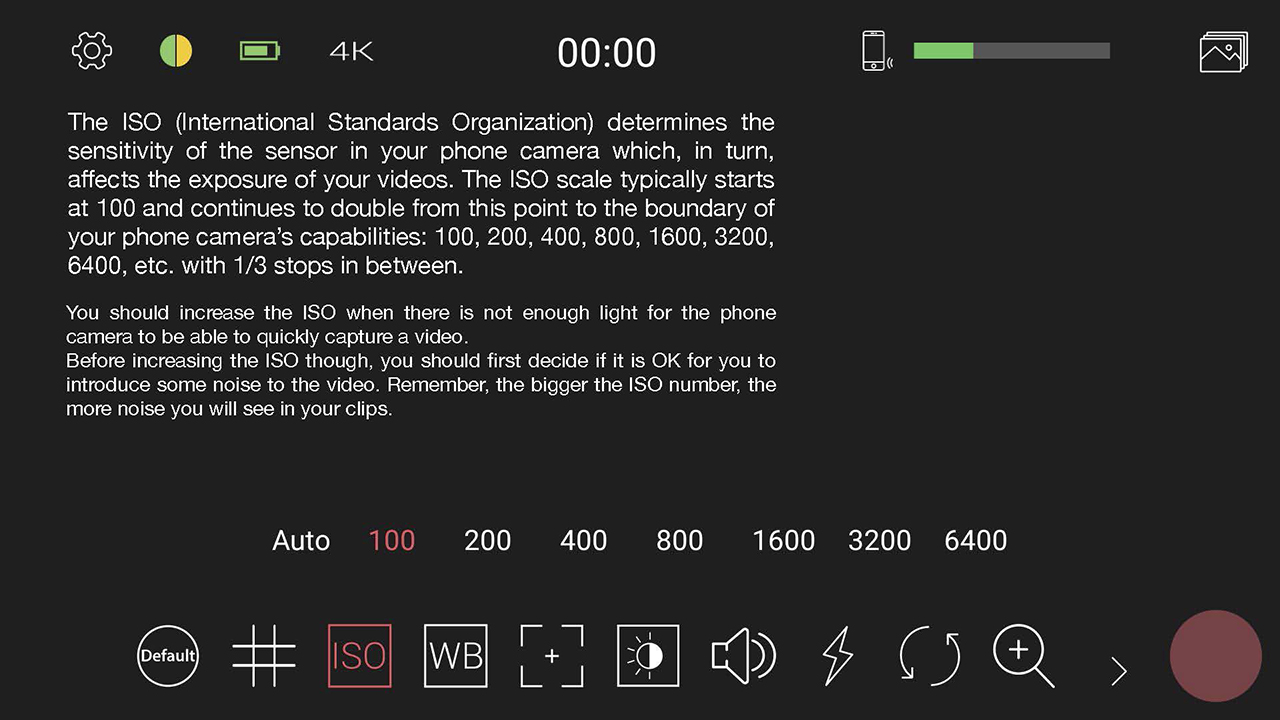 4K
00:00
The ISO (International Standards Organization) determines the
sensitivity of the sensor in your phone camera which, in turn,
affects the exposure of your videos. The ISO scale typically starts
at 100 and continues to double from this point to the boundary of
your phone camera's capabilities: 100, 200, 400, 800, 1600, 3200,
6400, etc. with 1/3 stops in between.
You should increase the ISO when there is not enough light for the phone
camera to be able to quickly capture a video.
Before increasing the ISO though, you should first decide if it is OK for you to
introduce some noise to the video. Remember, the bigger the ISO number, the
more noise you will see in your clips.
Auto 100 200 400 800 1600 3200 6400
Default ISO WB